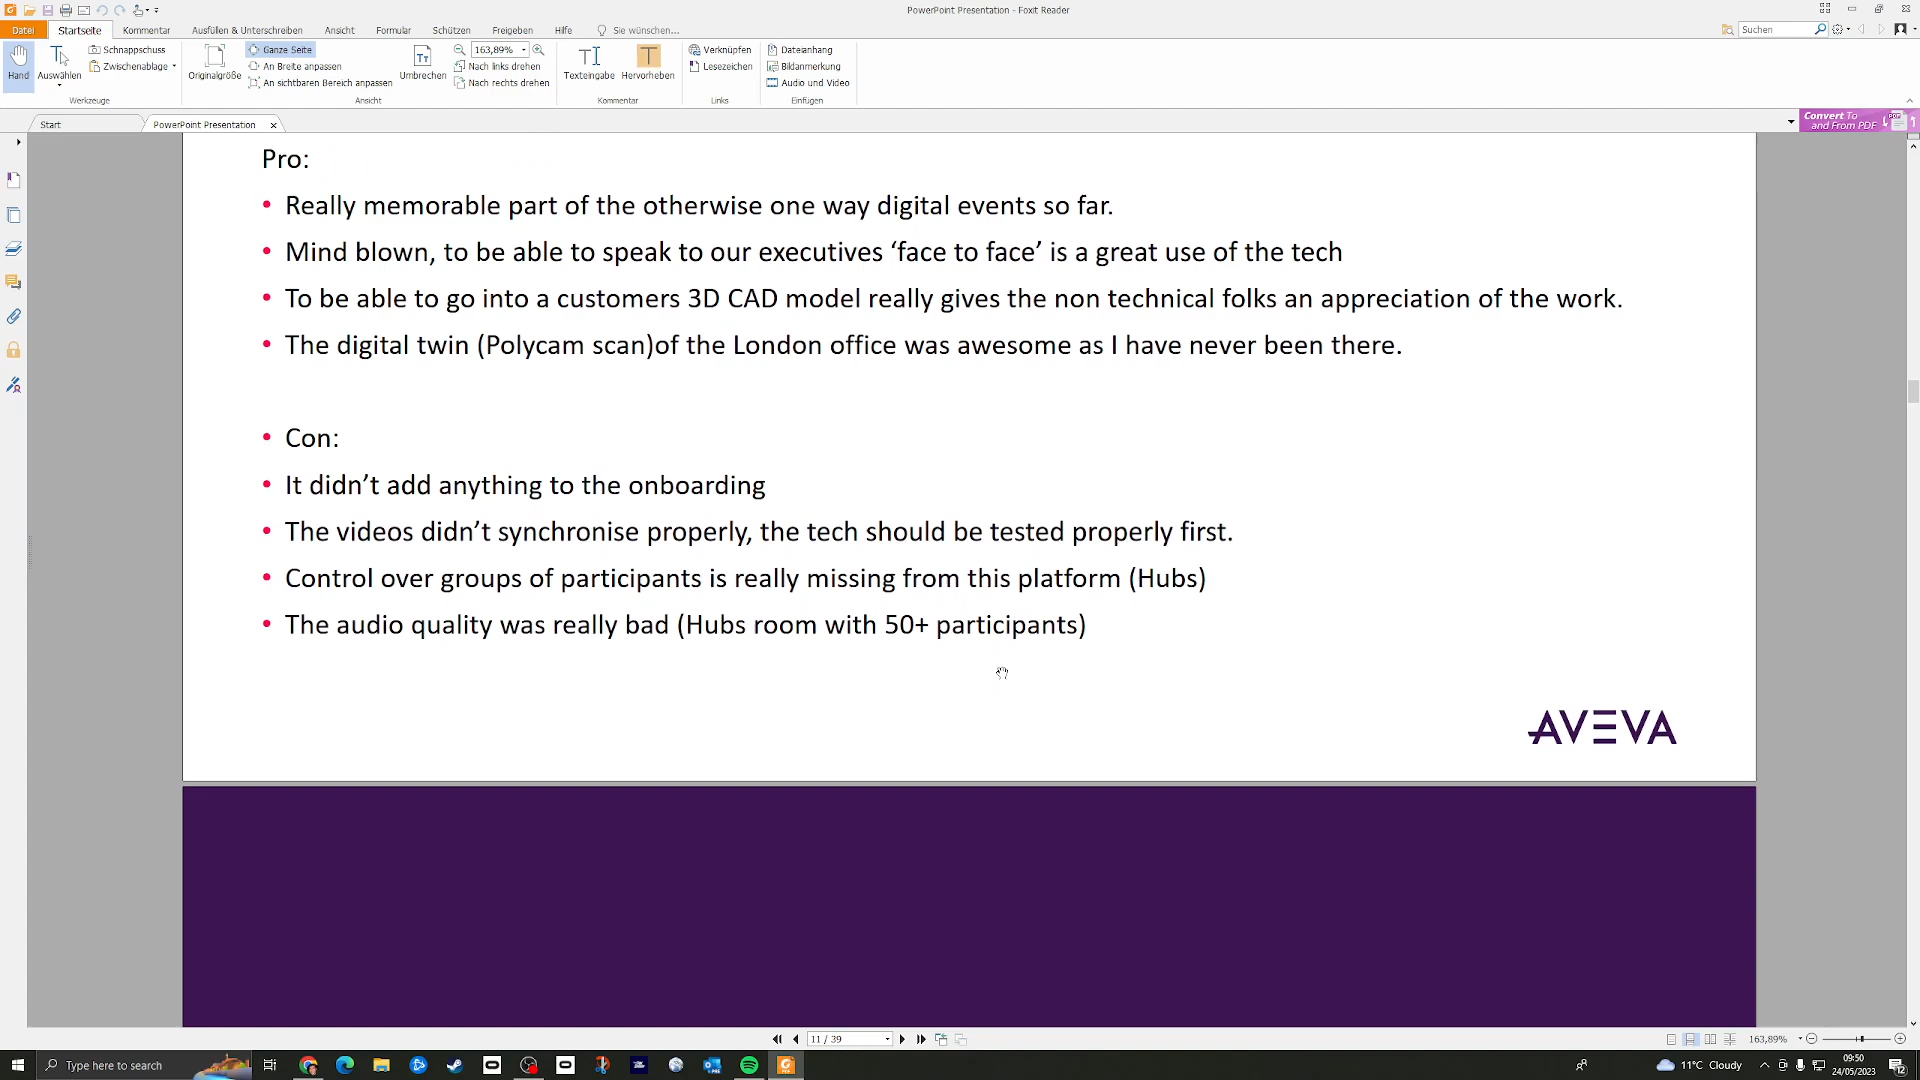 PowerPoint Presentation - Foxit Reader
Datei Startseite Kommentar Ausfüllen & Unterschreiben Ansicht Formular Schützen Freigeben Hilfe Sie wünschen... Suchen
Hand
Auswählen
Schnappschuss
Zwischenablage
Werkzeuge
Originalgröße
Ganze Seite
An Breite anpassen
An sichtbaren Bereich anpassen
Umbrechen
163,89%
Nach links drehen
Nach rechts drehen
Ansicht
Texteingabe
Hervorheben
Kommentar
Verknüpfen
Lesezeichen
Links
Dateianhang
Bildanmerkung
Audio und Video
Einfügen
Start PowerPoint Presentation
Convert To
and From PDF
Pro:
• Really memorable part of the otherwise one way digital events so far.
• Mind blown, to be able to speak to our executives ‘face to face’ is a great use of the tech
• To be able to go into a customers 3D CAD model really gives the non technical folks an appreciation of the work.
• The digital twin (Polycam scan)of the London office was awesome as I have never been there.
• Con:
• It didn’t add anything to the onboarding
• The videos didn’t synchronise properly, the tech should be tested properly first.
• Control over groups of participants is really missing from this platform (Hubs)
• The audio quality was really bad (Hubs room with 50+ participants)
AVEVA
11 / 39
163,89%
Type here to search
11°C Cloudy
09:50
24/05/2023